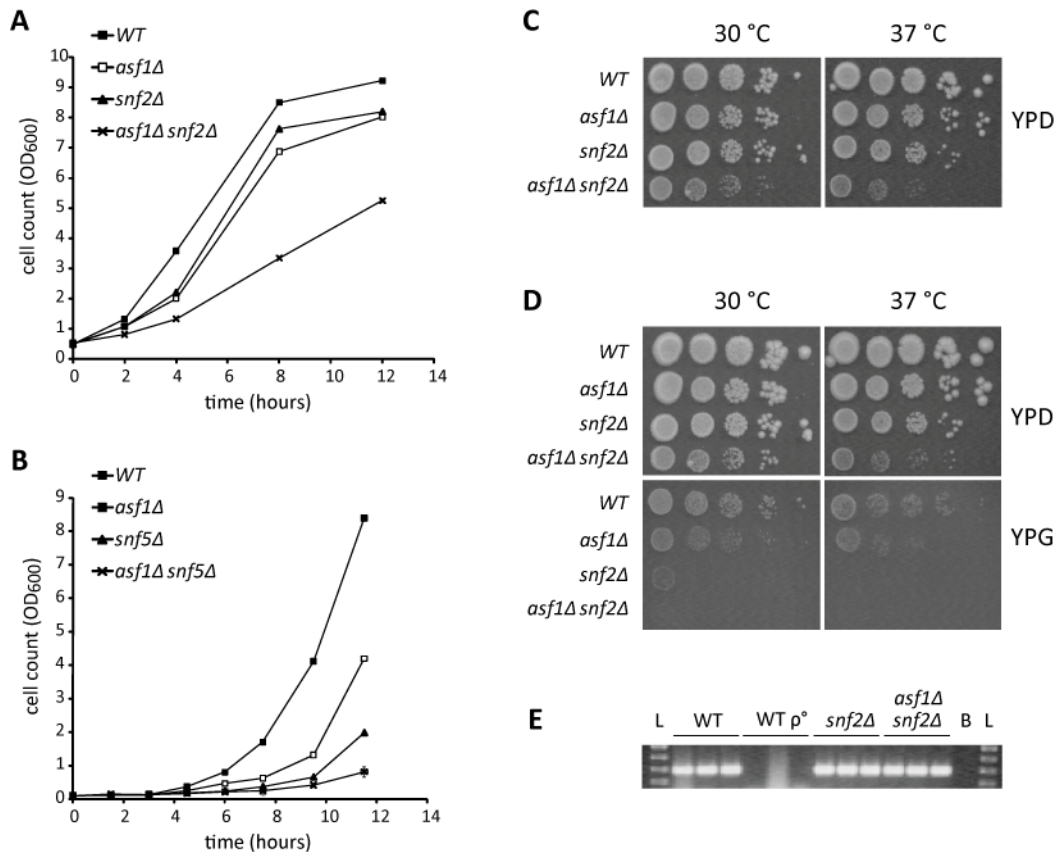 A
WT
asf1Δ
snf2Δ
asf1Δ snf2Δ
cell count (OD600)
10
9
8
7
6
5
4
3
2
1
0
0 2 4 6 8 10 12 14
time (hours)
B
WT
asf1Δ
snf5Δ
asf1Δ snf5Δ
cell count (OD600)
9
8
7
6
5
4
3
2
1
0
0 2 4 6 8 10 12 14
time (hours)
C
30 °C 37 °C
WT
asf1Δ
snf2Δ
asf1Δ snf2Δ
YPD
D
30 °C 37 °C
WT
asf1Δ
snf2Δ
asf1Δ snf2Δ
YPD
WT
asf1Δ
snf2Δ
asf1Δ snf2Δ
YPG
E
L WT WT ρ° snf2Δ asf1Δ snf2Δ B L